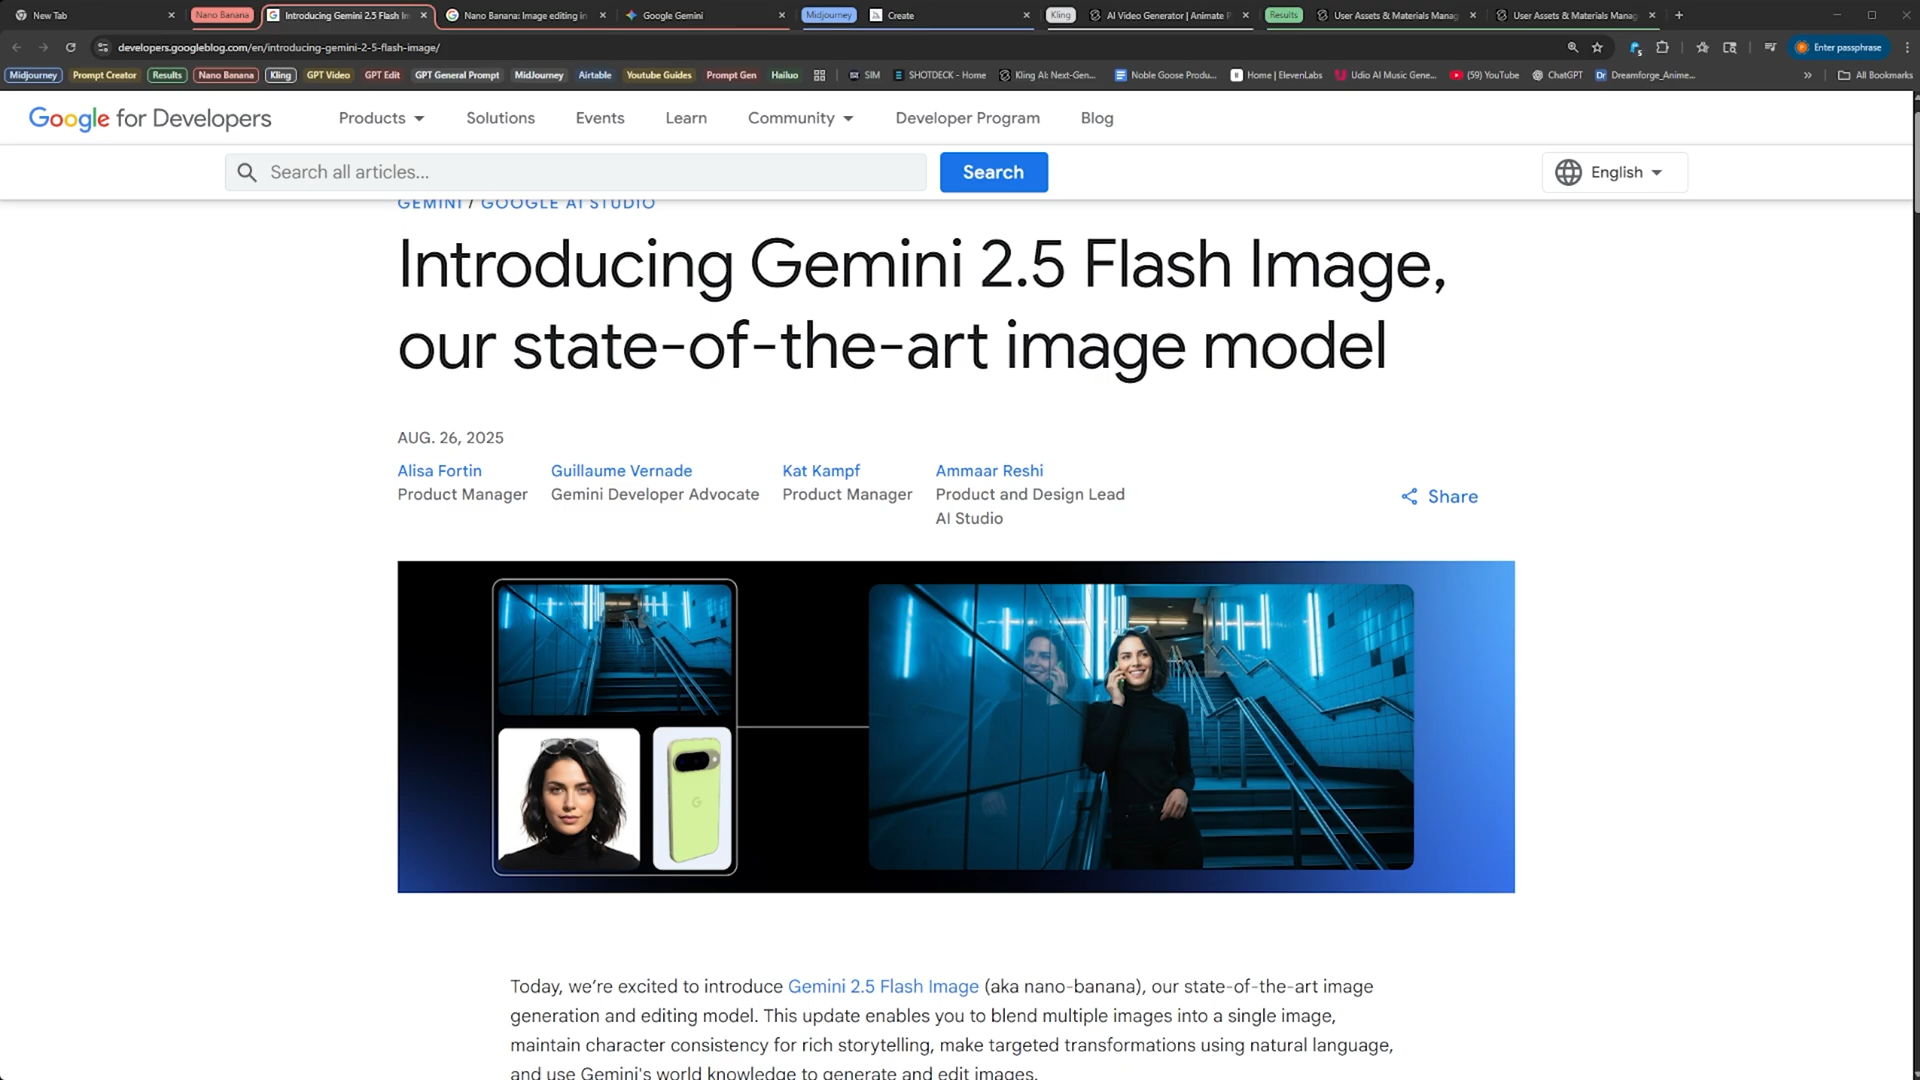 New Tab
Nano Banana
Introducing Gemini 2.5 Flash Im
Nano Banana: Image editing in
Google Gemini
Midjourney
Create
Kling
AI Video Generator | Animate P
Results
User Assets & Materials Manag
User Assets & Materials Manag
developers.googleblog.com/en/introducing-gemini-2-5-flash-image/
Enter passphrase
Midjourney
Prompt Creator
Results
Nano Banana
Kling
GPT Video
GPT Edit
GPT General Prompt
MidJourney
Airtable
Youtube Guides
Prompt Gen
Hailuo
SIM
SHOTDECK - Home
Kling AI: Next-Gen...
Noble Goose Produ...
Home | ElevenLabs
Udio AI Music Gene...
(59) YouTube
ChatGPT
Dr
Dreamforge_Anime...
»
All Bookmarks
Google for Developers
Products
Solutions
Events
Learn
Community
Developer Program
Blog
Search all articles...
Search
English
GEMINI / GOOGLE AI STUDIO
Introducing Gemini 2.5 Flash Image,
our state-of-the-art image model
AUG. 26, 2025
Alisa Fortin
Product Manager
Guillaume Vernade
Gemini Developer Advocate
Kat Kampf
Product Manager
Ammaar Reshi
Product and Design Lead
AI Studio
Share
Today, we're excited to introduce Gemini 2.5 Flash Image (aka nano-banana), our state-of-the-art image
generation and editing model. This update enables you to blend multiple images into a single image,
maintain character consistency for rich storytelling, make targeted transformations using natural language,
and use Gemini's world knowledge to generate and edit images.